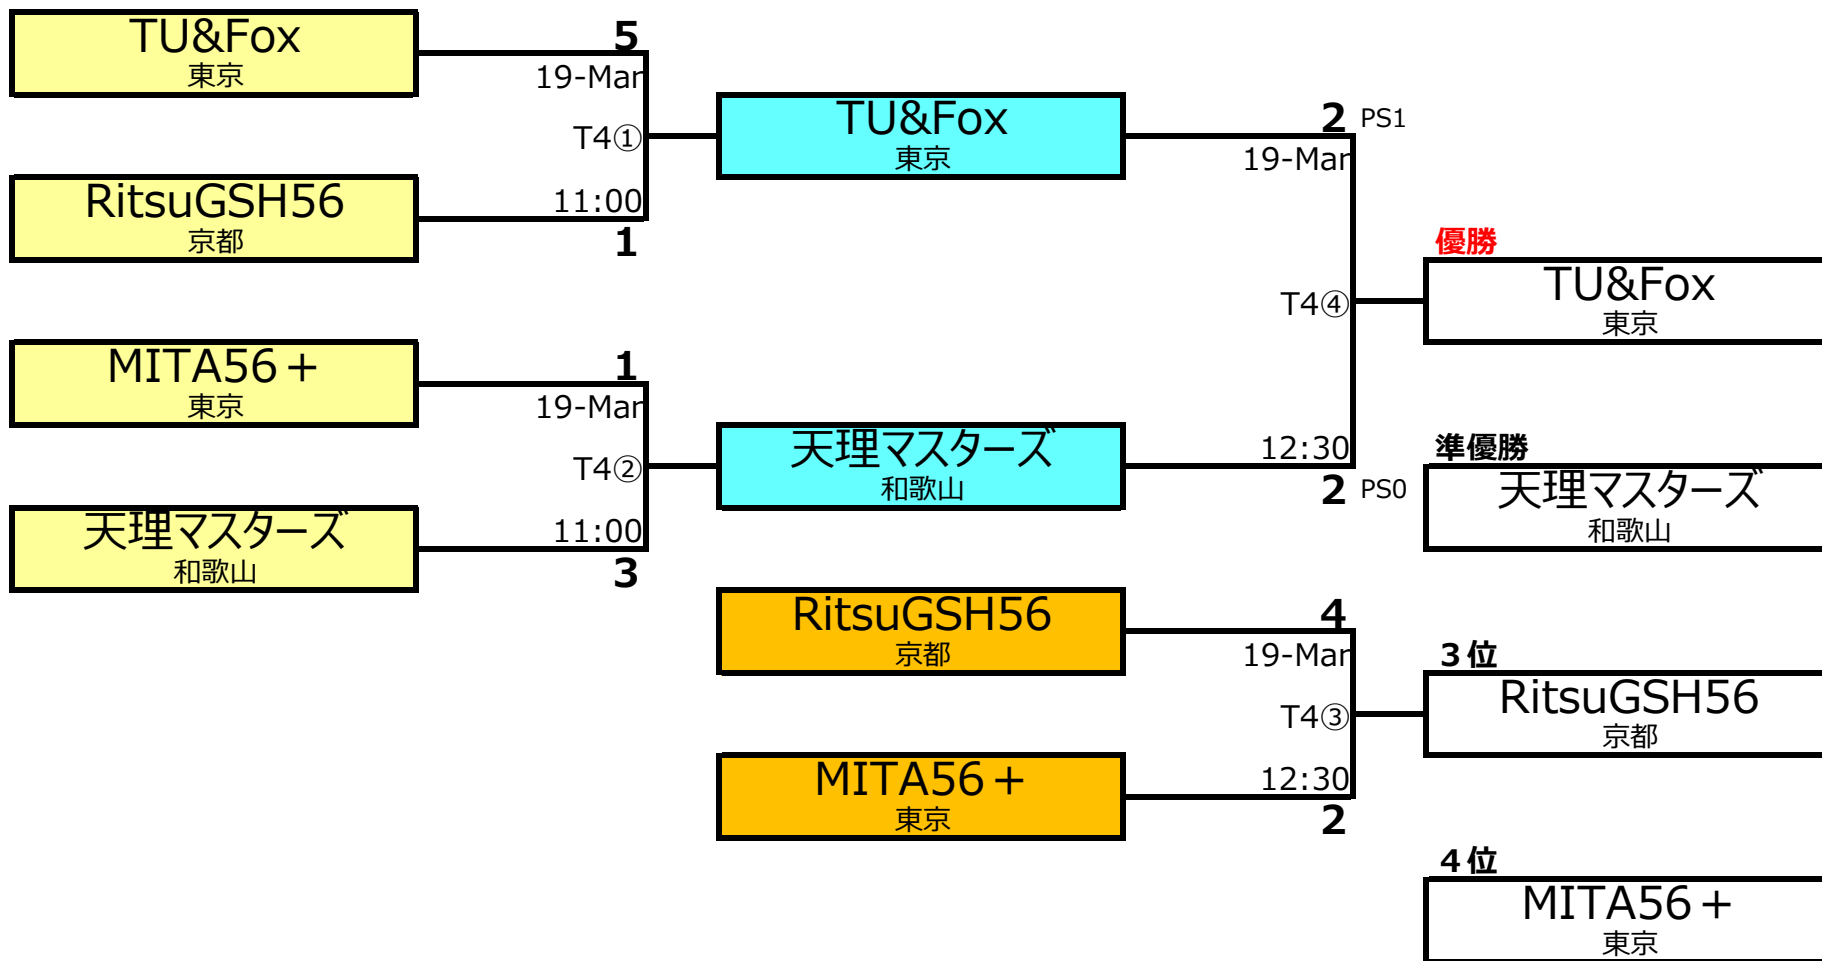 TU&Fox
東京
5
19-Mar
T4①
RitsuGSH56
京都
11:00
1
MITA56＋
東京
1
19-Mar
T4②
天理マスターズ
和歌山
11:00
3
TU&Fox
東京
2 PS1
19-Mar
T4④
天理マスターズ
和歌山
12:30
2 PS0
RitsuGSH56
京都
4
19-Mar
T4③
MITA56＋
東京
12:30
2
優勝
TU&Fox
東京
準優勝
天理マスターズ
和歌山
３位
RitsuGSH56
京都
４位
MITA56＋
東京